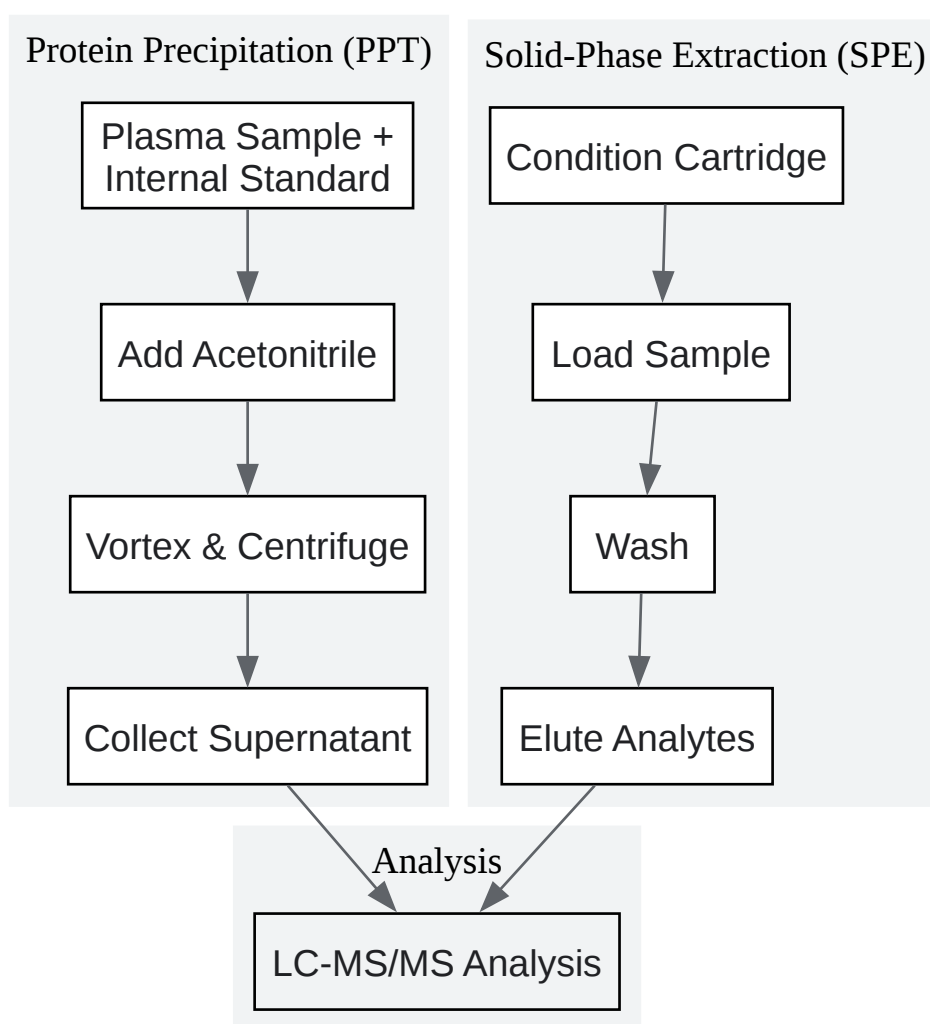 Protein Precipitation (PPT)
Plasma Sample +
Internal Standard
Add Acetonitrile
Vortex & Centrifuge
Collect Supernatant
Solid-Phase Extraction (SPE)
Condition Cartridge
Load Sample
Wash
Elute Analytes
Analysis
LC-MS/MS Analysis